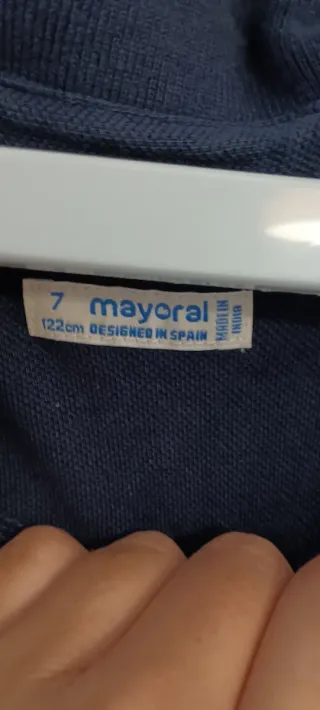 7 mayoral
122cm DESIGNED IN SPAIN
MADE IN
INDIA